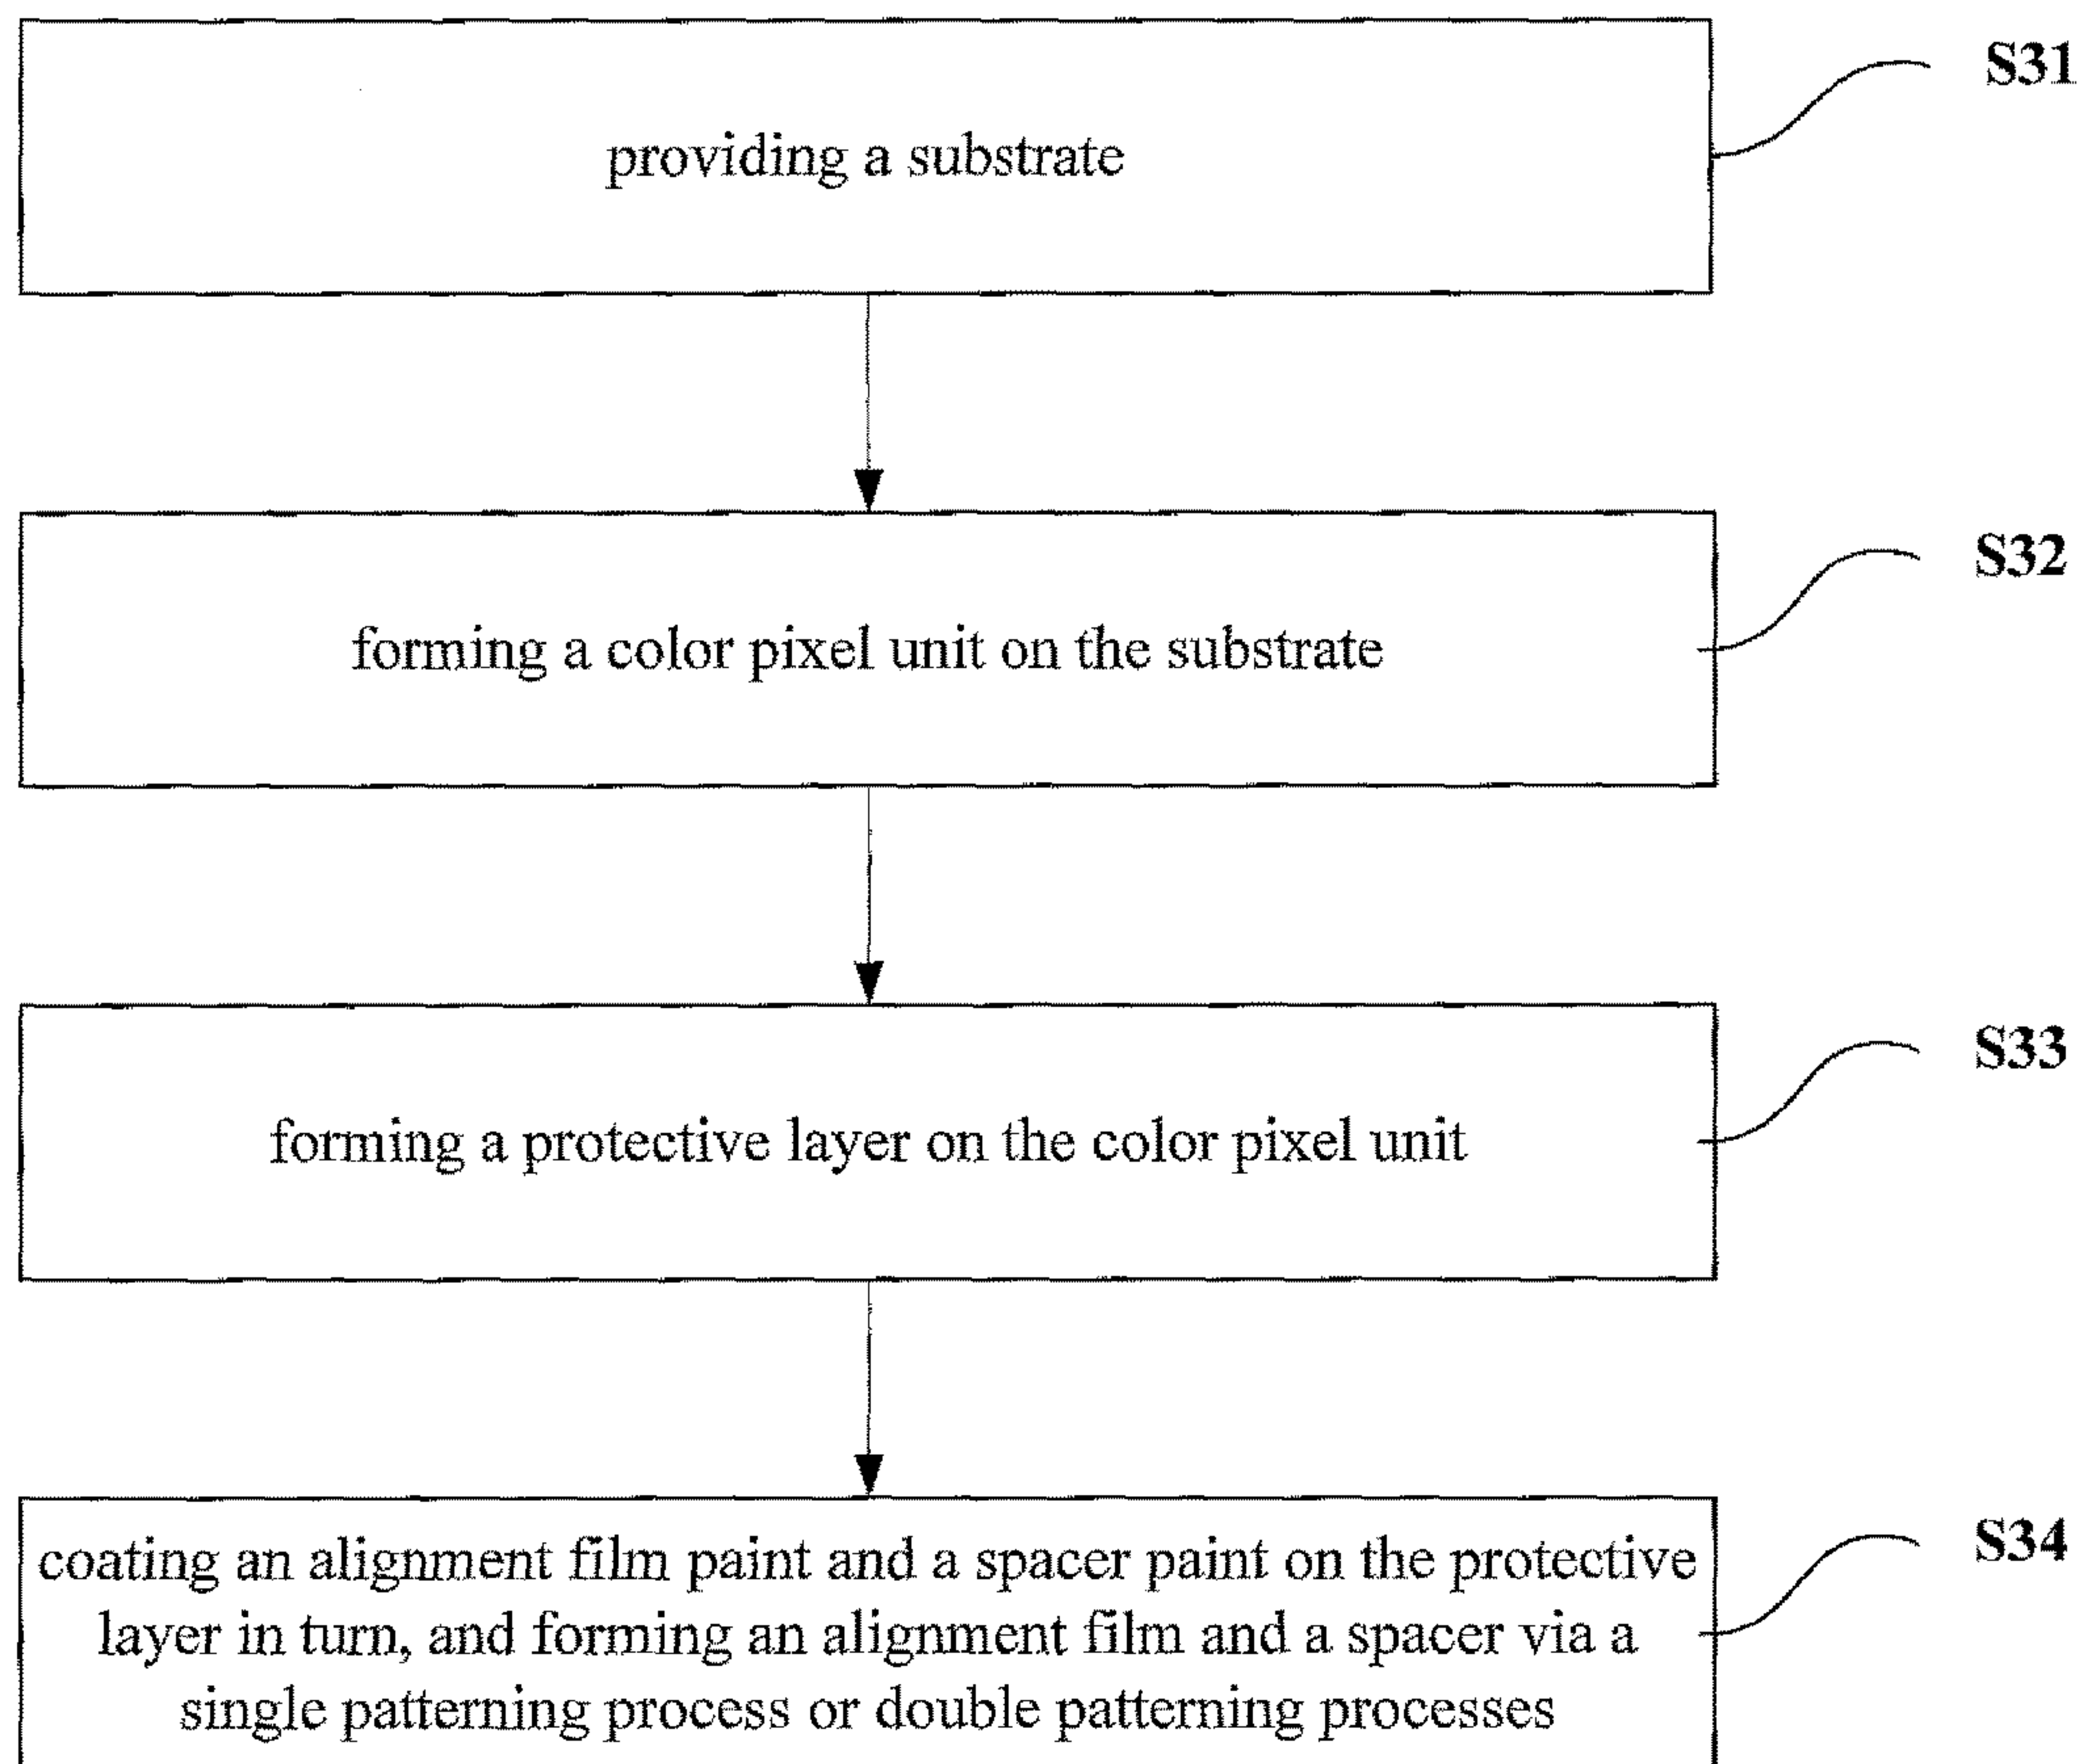 providing a substrate
S31
forming a color pixel unit on the substrate
S32
forming a protective layer on the color pixel unit
S33
coating an alignment film paint and a spacer paint on the protective
layer in turn, and forming an alignment film and a spacer via a
single patterning process or double patterning processes
S34